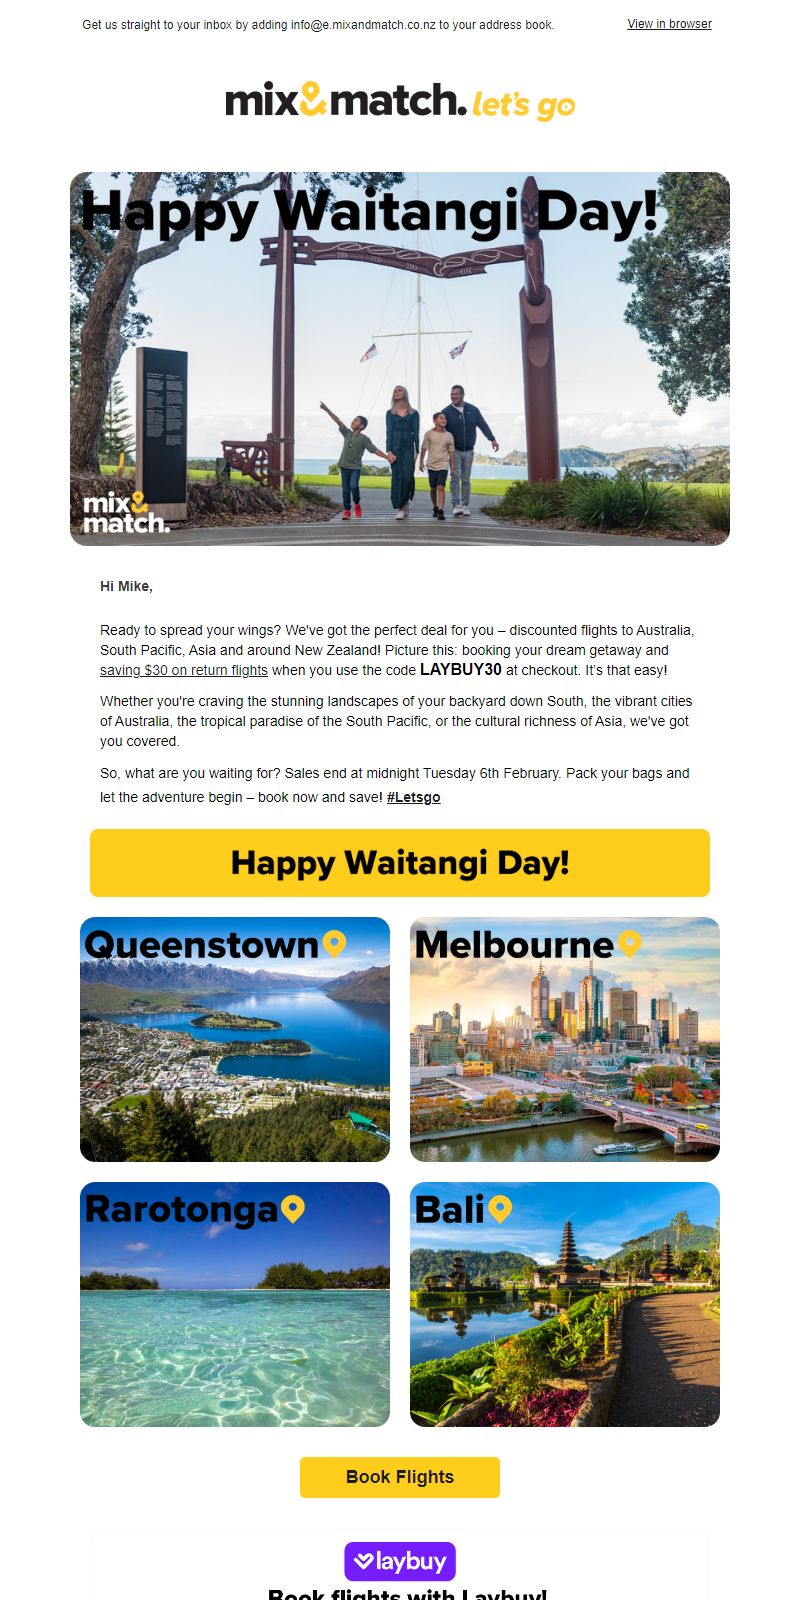 Get us straight to your inbox by adding info@e.mixandmatch.co.nz to your address book.
View in browser
mix&match. let's go
Happy Waitangi Day!
mix&
match.
Hi Mike,
Ready to spread your wings? We've got the perfect deal for you – discounted flights to Australia,
South Pacific, Asia and around New Zealand! Picture this: booking your dream getaway and
saving $30 on return flights when you use the code LAYBUY30 at checkout. It's that easy!
Whether you're craving the stunning landscapes of your backyard down South, the vibrant cities
of Australia, the tropical paradise of the South Pacific, or the cultural richness of Asia, we've got
you covered.
So, what are you waiting for? Sales end at midnight Tuesday 6th February. Pack your bags and
let the adventure begin – book now and save! #Letsgo
Happy Waitangi Day!
Queenstown
Melbourne
Rarotonga
Bali
Book Flights
laybuy
Book flights with Laybuy!